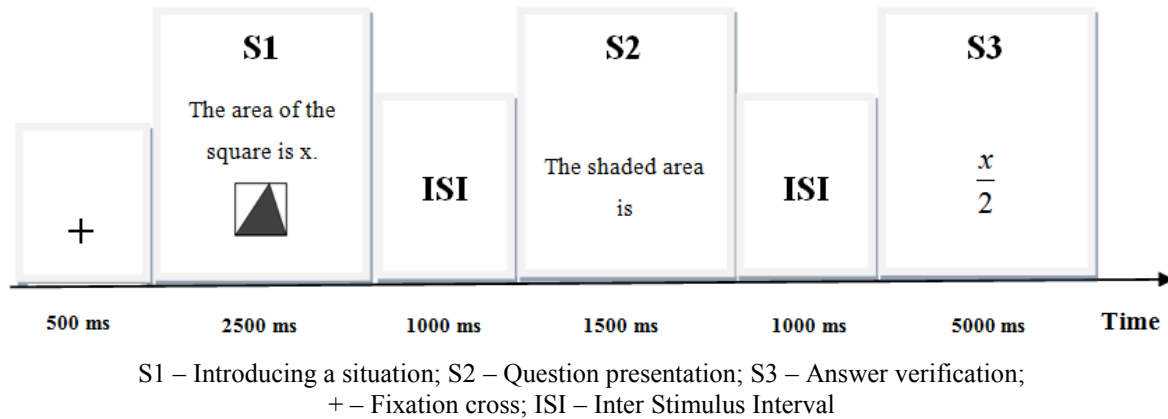 +
S1
The area of the
square is x.
ISI
S2
The shaded area
is
ISI
S3
x
2
500 ms
2500 ms
1000 ms
1500 ms
1000 ms
5000 ms
Time
S1 – Introducing a situation; S2 – Question presentation; S3 – Answer verification;
+ – Fixation cross; ISI – Inter Stimulus Interval